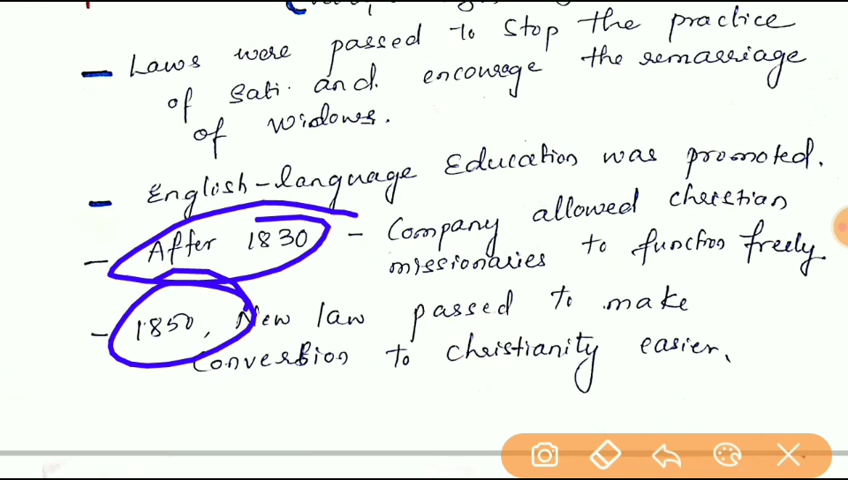 — Laws were passed to stop the practice
of Sati. and encourage the remarriage
of Widows.
— English-language Education was promoted.
— After 1830 — Company allowed christian
missionaries to function freely
— 1850, New law passed to make
Conversion to christianity easier.